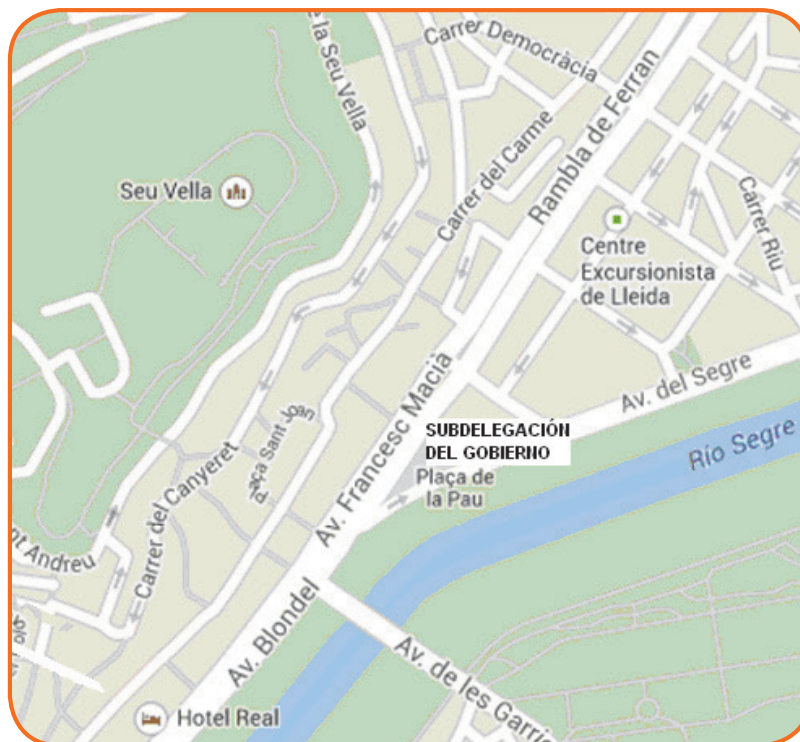 de la Seu Vella
Carrer Democràcia
Rambla de Ferran
Carrer del Carme
Seu Vella
Carrer Riu
Centre
Excursionista
de Lleida
Av. Francesc Macià
Av. del Segre
SUBDELEGACIÓN
DEL GOBIERNO
Plaça Sant Joan
Río Segre
Plaça de
la Pau
Carrer del Canyeret
nt Andreu
Av. Blondel
Av. de les Garri
Hotel Real